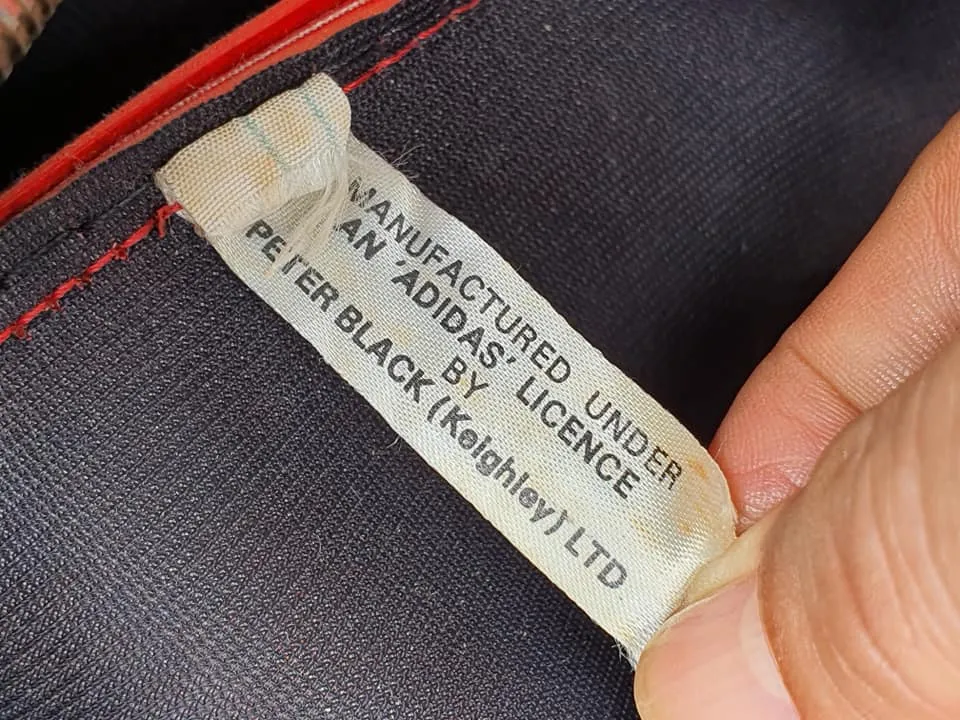 MANUFACTURED UNDER
AN 'ADIDAS' LICENCE
BY
PETER BLACK (Keighley) LTD